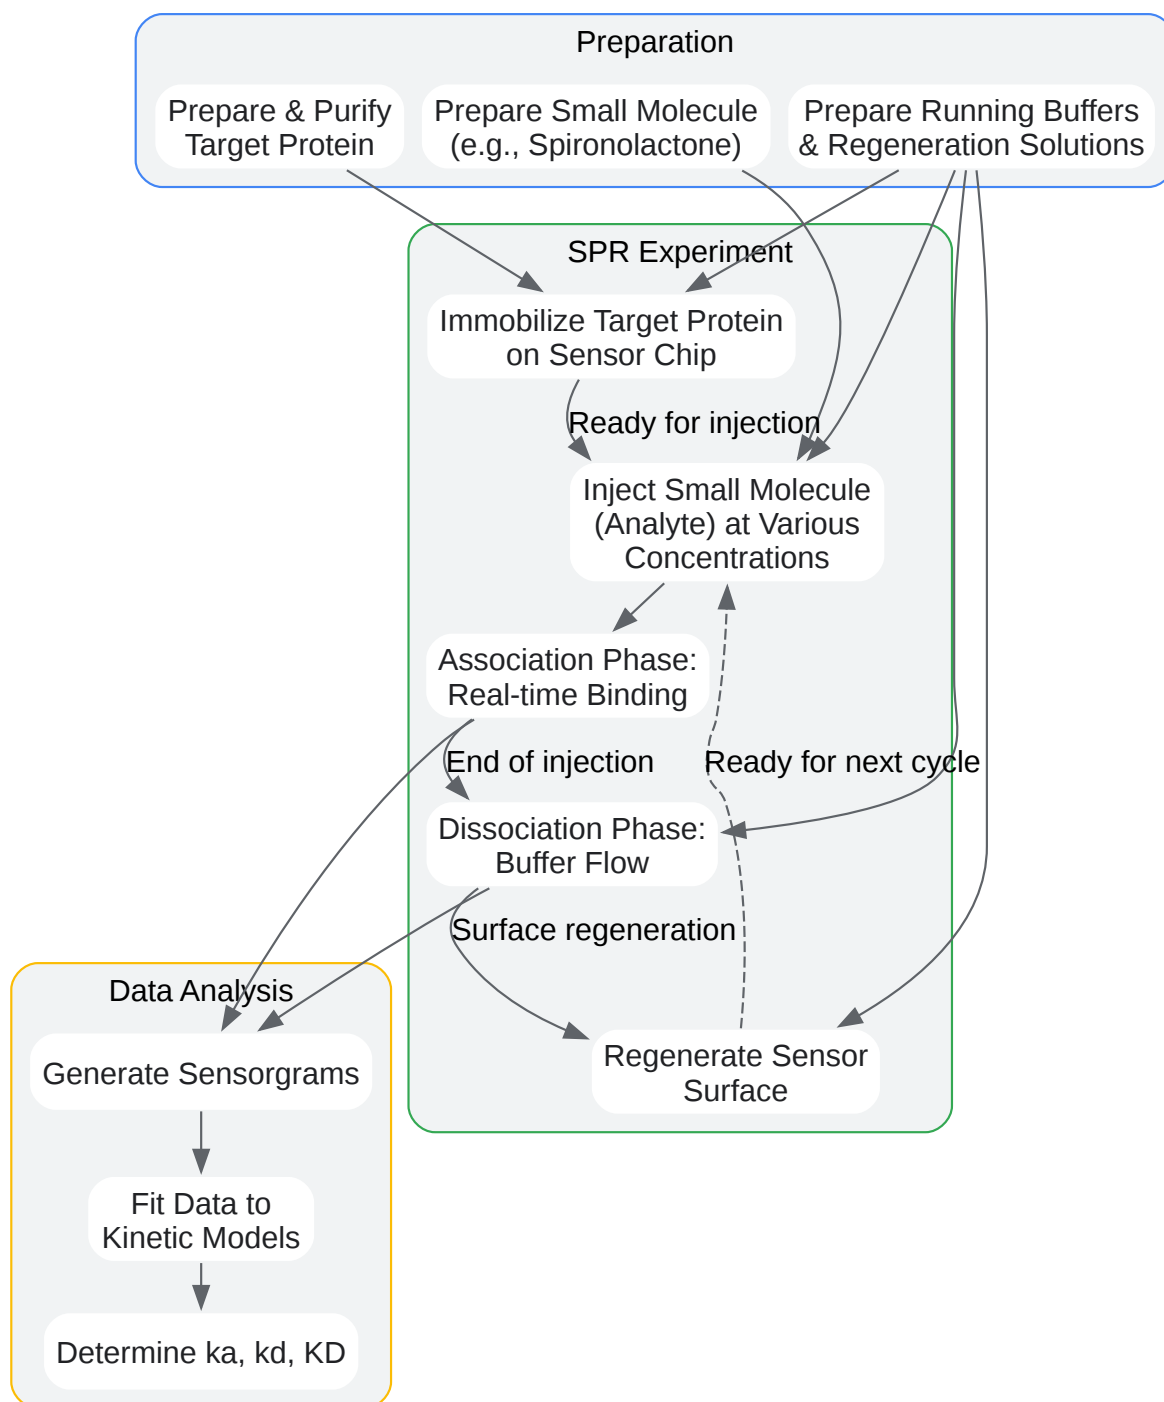 Preparation
Prepare & Purify
Target Protein
Prepare Small Molecule
(e.g., Spironolactone)
Prepare Running Buffers
& Regeneration Solutions
SPR Experiment
Immobilize Target Protein
on Sensor Chip
Ready for injection
Inject Small Molecule
(Analyte) at Various
Concentrations
Association Phase:
Real-time Binding
End of injection
Ready for next cycle
Dissociation Phase:
Buffer Flow
Surface regeneration
Regenerate Sensor
Surface
Data Analysis
Generate Sensorgrams
Fit Data to
Kinetic Models
Determine ka, kd, KD